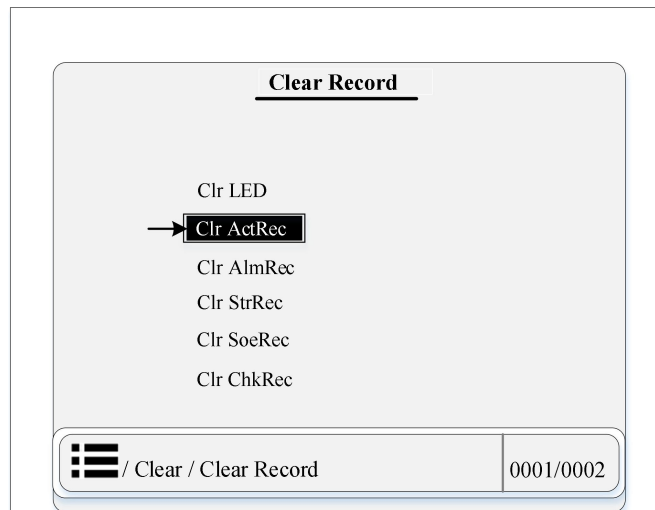 Clear Record
Clr LED
Clr ActRec
Clr AlmRec
Clr StrRec
Clr SoeRec
Clr ChkRec
/ Clear / Clear Record 0001/0002